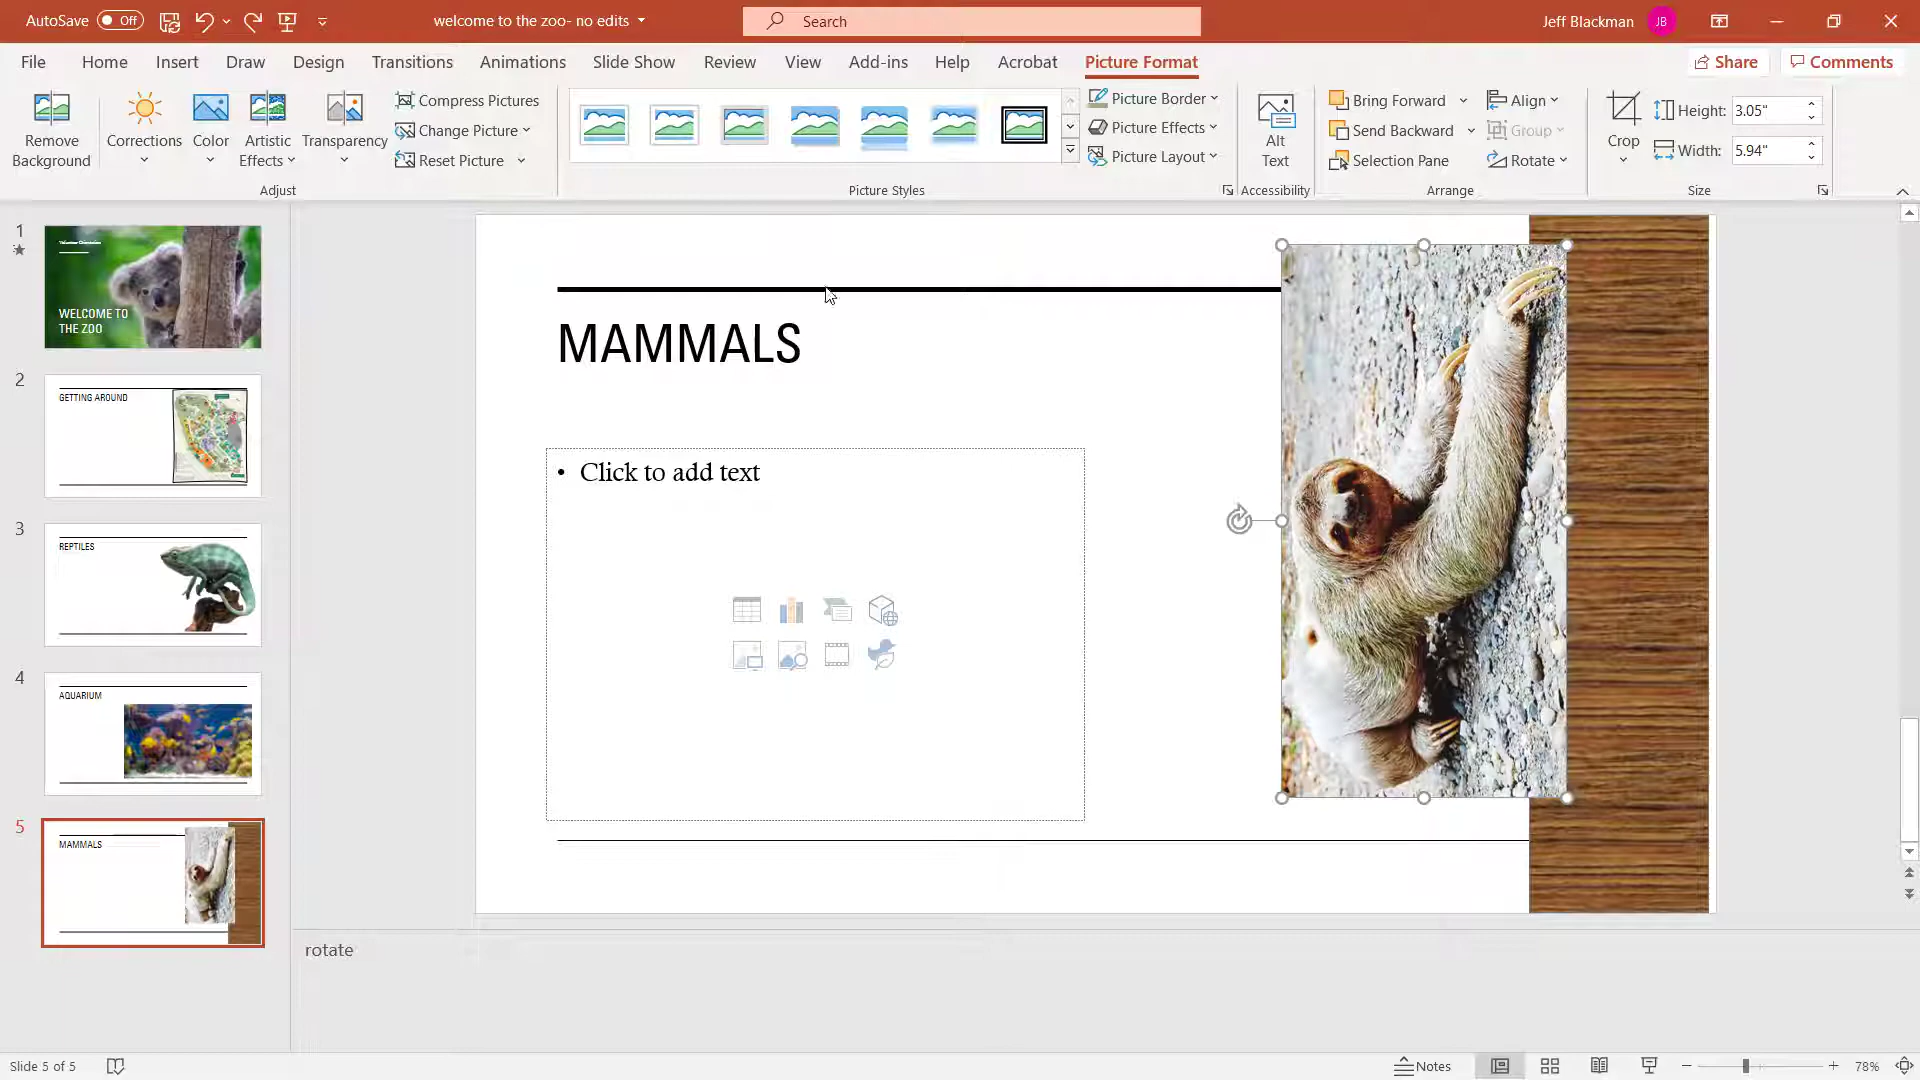 AutoSave Off welcome to the zoo- no edits Search Jeff Blackman JB
File Home Insert Draw Design Transitions Animations Slide Show Review View Add-ins Help Acrobat Picture Format Share Comments
Remove Background
Corrections
Color
Artistic Effects
Transparency
Compress Pictures
Change Picture
Reset Picture
Adjust
Picture Border
Picture Effects
Picture Layout
Picture Styles
Alt Text
Accessibility
Bring Forward
Send Backward
Selection Pane
Align
Group
Rotate
Arrange
Crop
Height: 3.05"
Width: 5.94"
Size
1
Volunteer Orientation
WELCOME TO
THE ZOO
2
GETTING AROUND
3
REPTILES
4
AQUARIUM
5
MAMMALS
MAMMALS
• Click to add text
rotate
Slide 5 of 5 Notes 78%